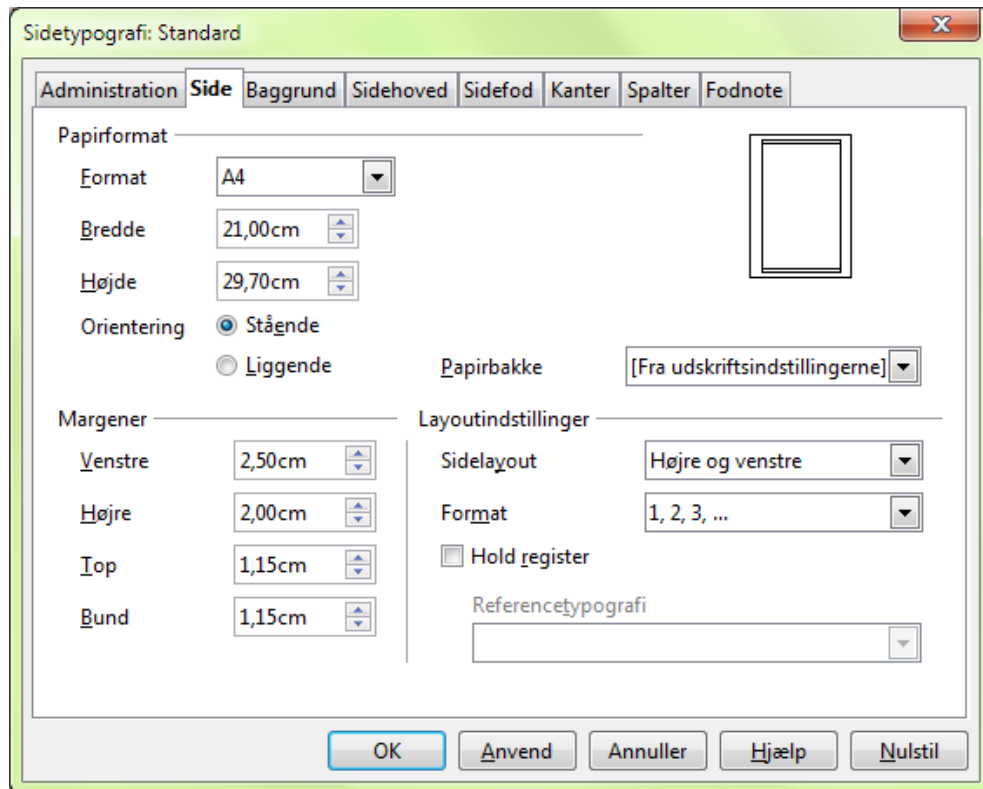 Sidetypografi: Standard
Administration Side Baggrund Sidehoved Sidefod Kanter Spalter Fodnote
Papirformat
Format A4
Bredde 21,00cm
Højde 29,70cm
Orientering Stående
Liggende Papirbakke [Fra udskriftsindstillingerne]
Margener Layoutindstillinger
Venstre 2,50cm Sidelayout Højre og venstre
Højre 2,00cm Format 1, 2, 3, ...
Top 1,15cm Hold register
Bund 1,15cm Referencetypografi
OK Anvend Annuller Hjælp Nulstil